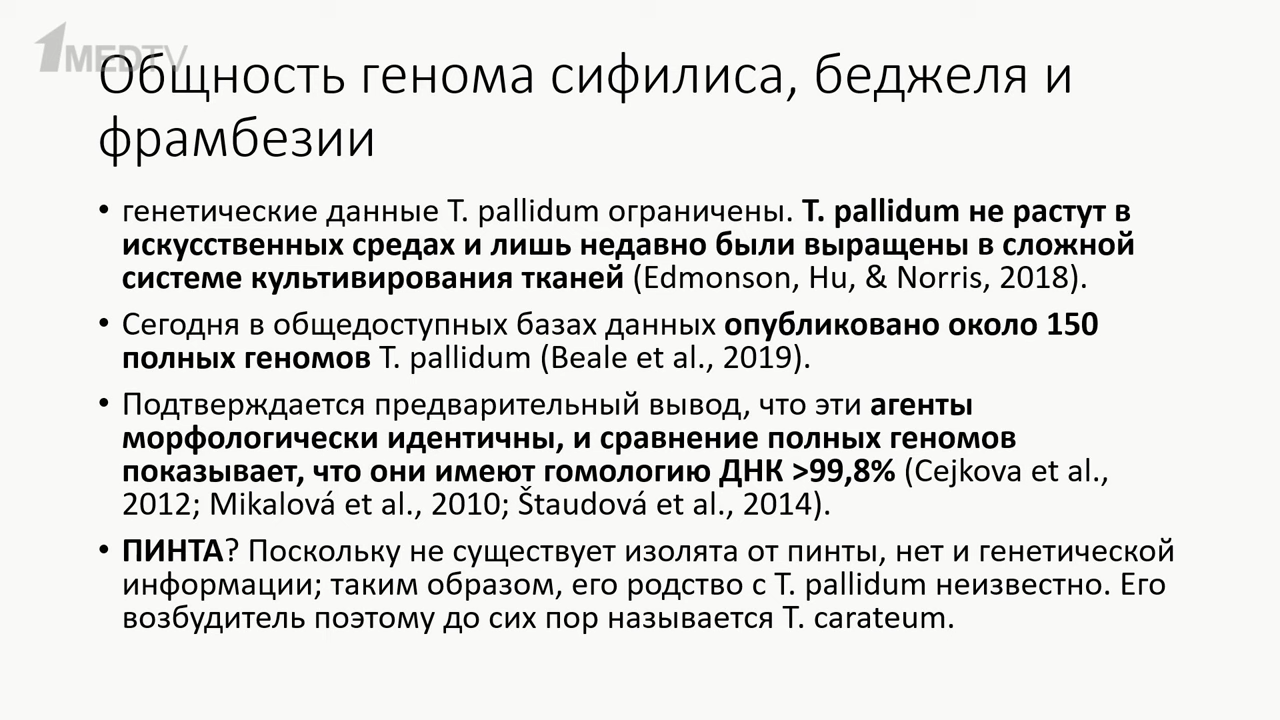 1MEDTV
Общность генома сифилиса, беджеля и
фрамбезии
• генетические данные T. pallidum ограничены. T. pallidum не растут в
искусственных средах и лишь недавно были выращены в сложной
системе культивирования тканей (Edmonson, Hu, & Norris, 2018).
• Сегодня в общедоступных базах данных опубликовано около 150
полных геномов T. pallidum (Beale et al., 2019).
• Подтверждается предварительный вывод, что эти агенты
морфологически идентичны, и сравнение полных геномов
показывает, что они имеют гомологию ДНК >99,8% (Cejkova et al.,
2012; Mikalová et al., 2010; Štaudová et al., 2014).
• ПИНТА? Поскольку не существует изолята от пинты, нет и генетической
информации; таким образом, его родство с T. pallidum неизвестно. Его
возбудитель поэтому до сих пор называется T. carateum.